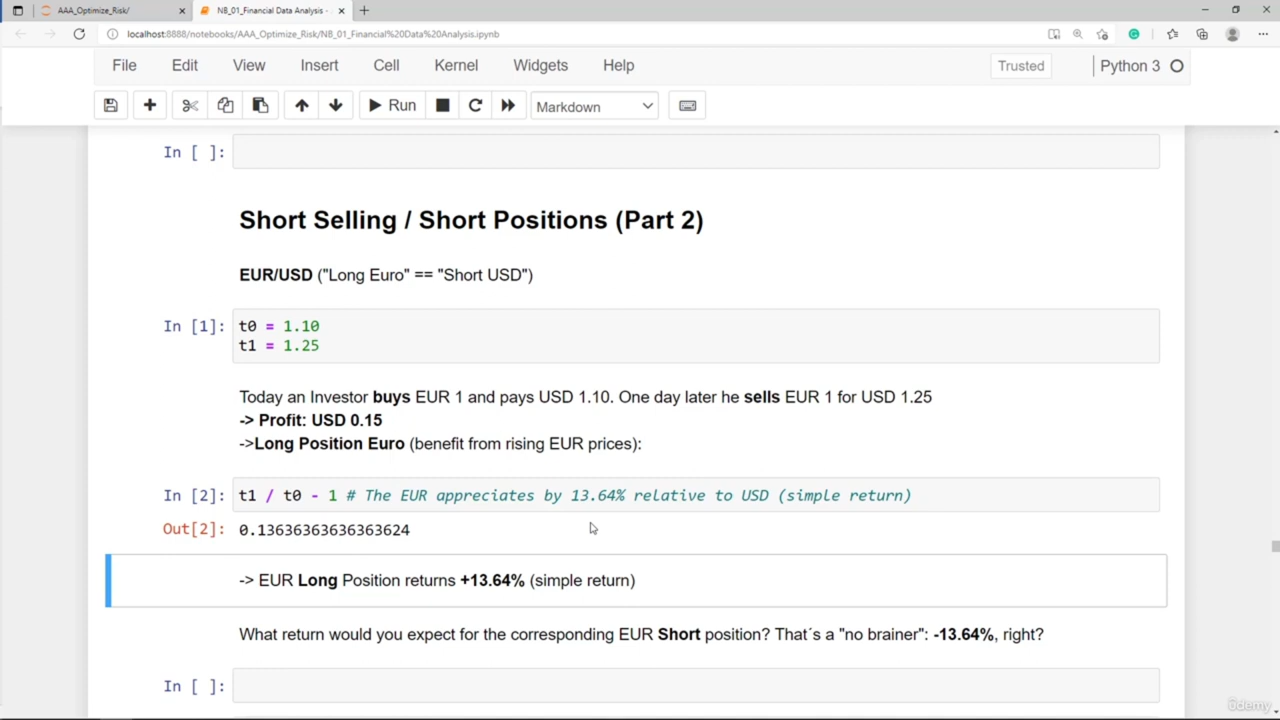 AAA_Optimize_Risk/
NB_01_Financial Data Analysis -
localhost:8888/notebooks/AAA_Optimize_Risk/NB_01_Financial%20Data%20Analysis.ipynb
File Edit View Insert Cell Kernel Widgets Help Trusted Python 3
Run Markdown
In [ ]:
Short Selling / Short Positions (Part 2)
EUR/USD ("Long Euro" == "Short USD")
In [1]: t0 = 1.10
t1 = 1.25
Today an Investor buys EUR 1 and pays USD 1.10. One day later he sells EUR 1 for USD 1.25
-> Profit: USD 0.15
->Long Position Euro (benefit from rising EUR prices):
In [2]: t1 / t0 - 1 # The EUR appreciates by 13.64% relative to USD (simple return)
Out[2]: 0.13636363636363624
-> EUR Long Position returns +13.64% (simple return)
What return would you expect for the corresponding EUR Short position? That´s a "no brainer": -13.64%, right?
In [ ]:
ûdemy